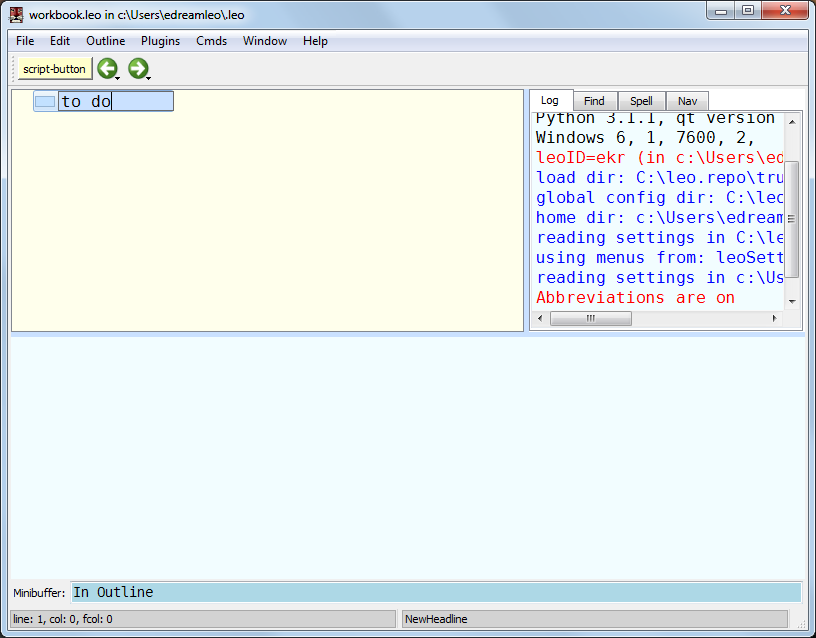 workbook.leo in c:\Users\edreamleo\.leo
File Edit Outline Plugins Cmds Window Help
script-button
to do
Log Find Spell Nav
Python 3.1.1, qt version
Windows 6, 1, 7600, 2,
leoID=ekr (in c:\Users\ed
load dir: C:\leo.repo\tru
global config dir: C:\leo
home dir: c:\Users\edream
reading settings in C:\le
using menus from: leoSett
reading settings in c:\Us
Abbreviations are on
Minibuffer: In Outline
line: 1, col: 0, fcol: 0
NewHeadline